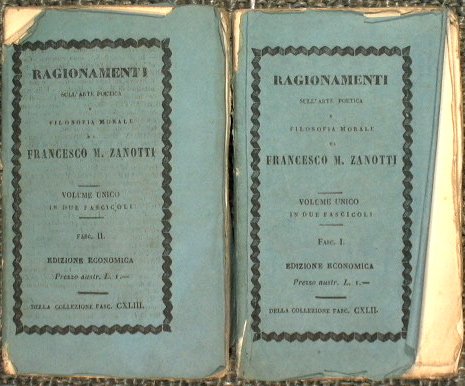 RAGIONAMENTI
SULL'ARTE POETICA
E
FILOSOFIA MORALE
DI
FRANCESCO M. ZANOTTI
VOLUME UNICO
IN DUE FASCICOLI
FASC. II.
EDIZIONE ECONOMICA
Prezzo austr. L. 1.—
DELLA COLLEZIONE FASC. CXLIII.
RAGIONAMENTI
SULL'ARTE POETICA
E
FILOSOFIA MORALE
DI
FRANCESCO M. ZANOTTI
VOLUME UNICO
IN DUE FASCICOLI
FASC. I.
EDIZIONE ECONOMICA
Prezzo austr. L. 1.—
DELLA COLLEZIONE FASC. CXLII.